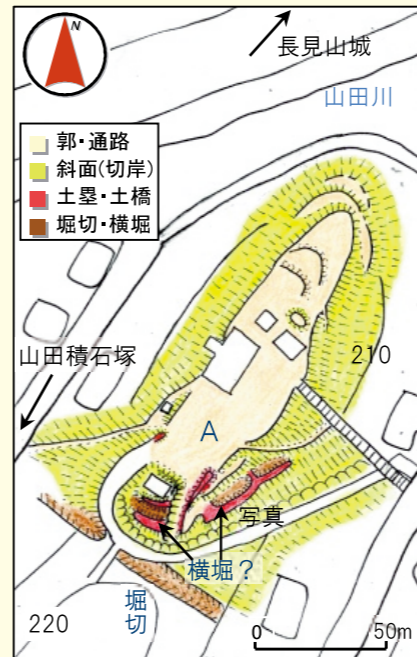 N
長見山城
山田川
郭・通路
斜面(切岸)
土塁・土橋
堀切・横堀
山田積石塚
210
A
写真
横堀?
堀切
220
0 50m